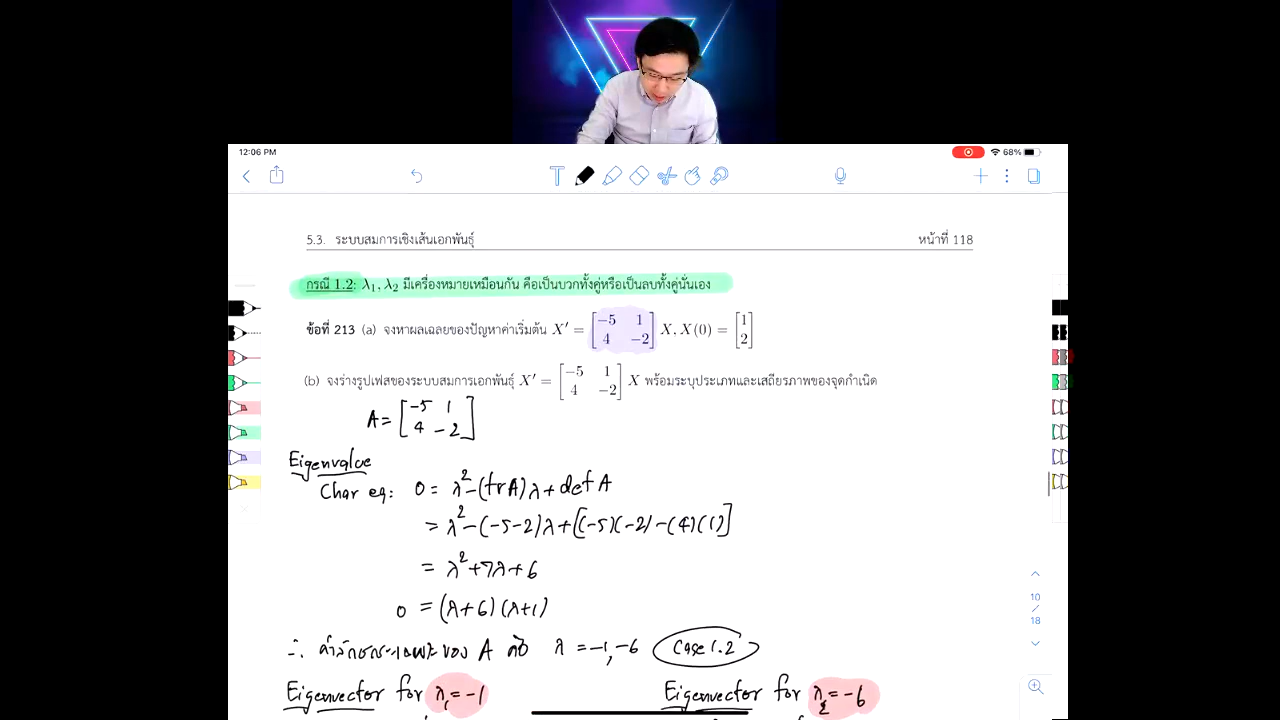 12:06 PM 68%
5.3. ระบบสมการเชิงเส้นเอกพันธุ์ หน้าที่ 118
กรณี 1.2: λ₁, λ₂ มีเครื่องหมายเหมือนกัน คือเป็นบวกทั้งคู่หรือเป็นลบทั้งคู่นั่นเอง
ข้อที่ 213 (a) จงหาผลเฉลยของปัญหาค่าเริ่มต้น X′ = [−5 1; 4 −2] X, X(0) = [1; 2]
(b) จงร่างรูปเฟสของระบบสมการเอกพันธุ์ X′ = [−5 1; 4 −2] X พร้อมระบุประเภทและเสถียรภาพของจุดกำเนิด
A = [−5 1; 4 −2]
Eigenvalue
Char eq: 0 = λ² − (trA)λ + det A
= λ² − (−5−2)λ + [(−5)(−2) − (4)(1)]
= λ² + 7λ + 6
0 = (λ+6)(λ+1)
∴ ค่าลักษณะเฉพาะของ A คือ λ = −1, −6 Case 1.2
Eigenvector for λ₁ = −1 Eigenvector for λ₂ = −6
10
/
18